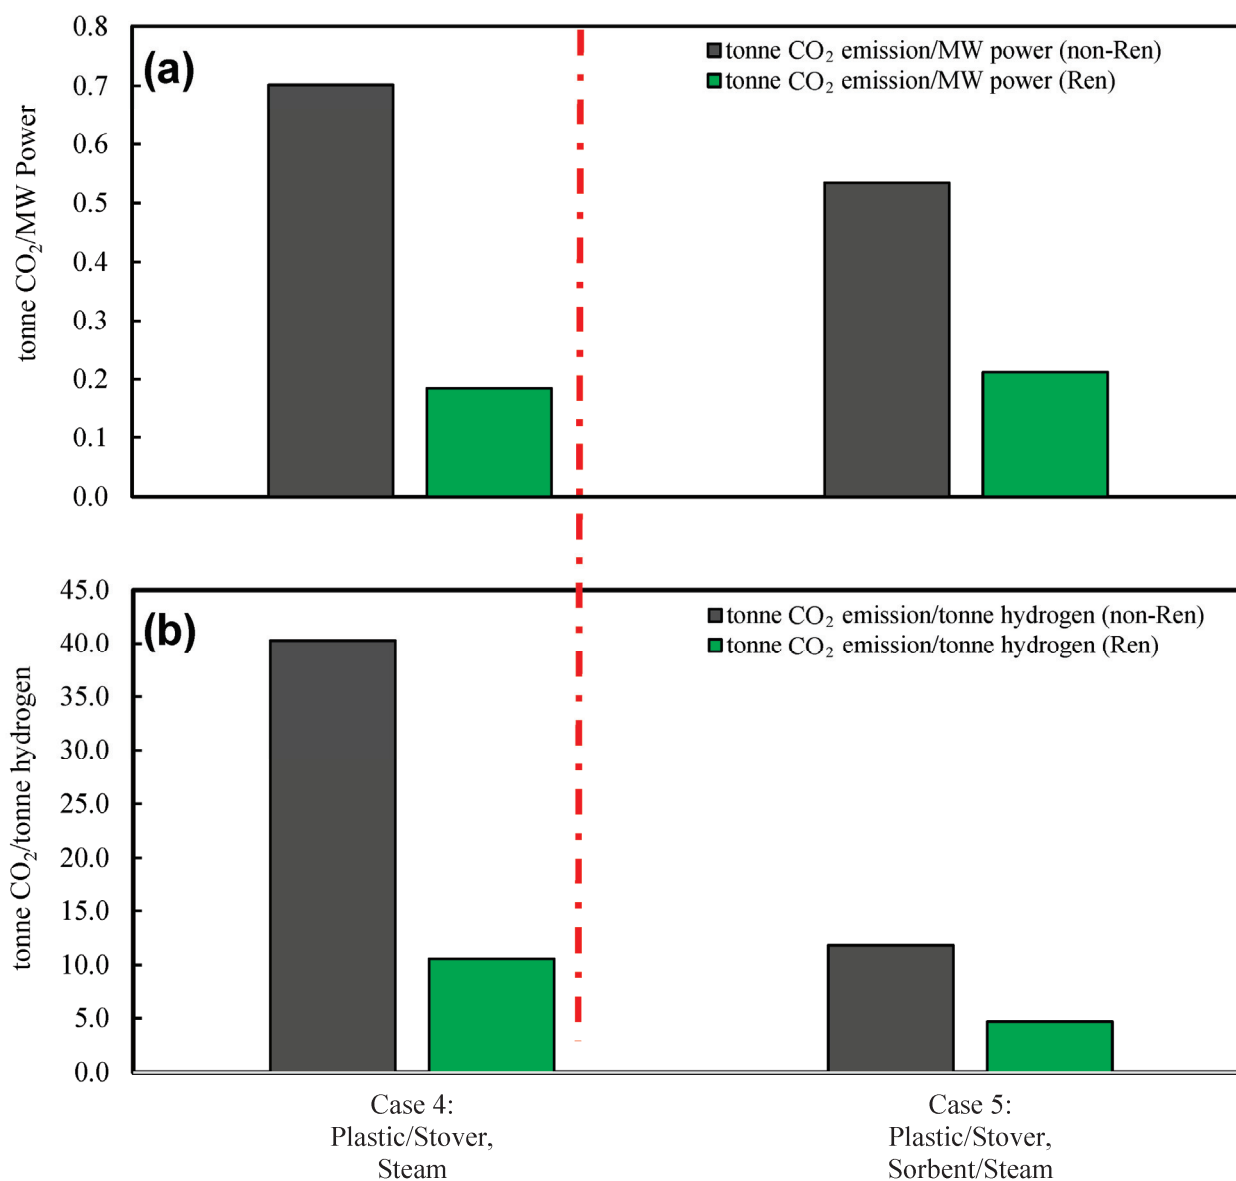 (a)
tonne CO₂ emission/MW power (non-Ren)
tonne CO₂ emission/MW power (Ren)
tonne CO₂/MW Power
0.8
0.7
0.6
0.5
0.4
0.3
0.2
0.1
0.0
(b)
tonne CO₂ emission/tonne hydrogen (non-Ren)
tonne CO₂ emission/tonne hydrogen (Ren)
tonne CO₂/tonne hydrogen
45.0
40.0
35.0
30.0
25.0
20.0
15.0
10.0
5.0
0.0
Case 4:
Plastic/Stover,
Steam
Case 5:
Plastic/Stover,
Sorbent/Steam